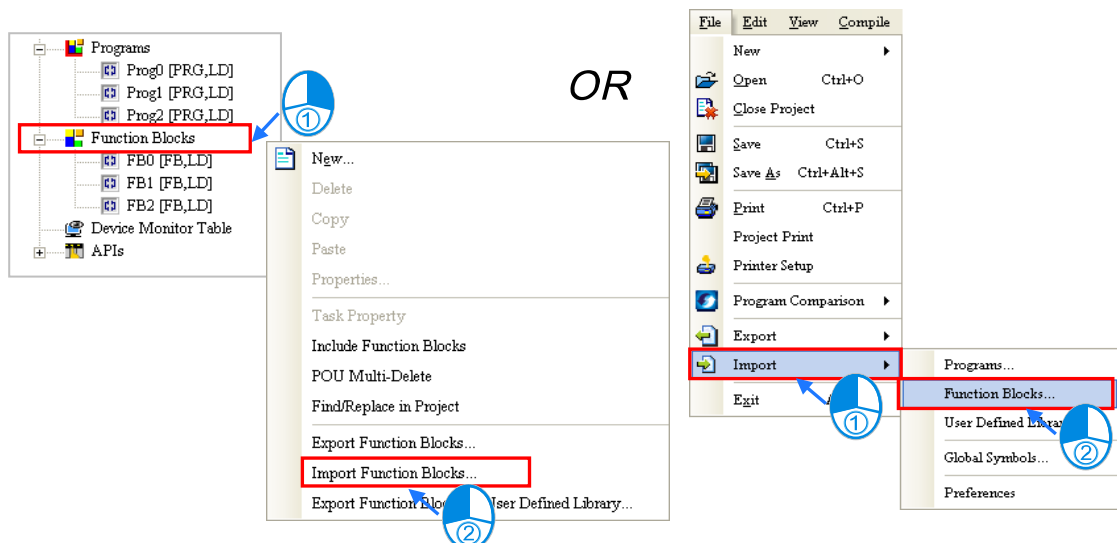 Programs
Prog0 [PRG,LD]
Prog1 [PRG,LD]
Prog2 [PRG,LD]
Function Blocks
FB0 [FB,LD]
FB1 [FB,LD]
FB2 [FB,LD]
Device Monitor Table
APIs
①
New...
Delete
Copy
Paste
Properties...
Task Property
Include Function Blocks
POU Multi-Delete
Find/Replace in Project
Export Function Blocks...
Import Function Blocks...
Export Function User Defined Library...
②
OR
File Edit View Compile
New
Open Ctrl+O
Close Project
Save Ctrl+S
Save As Ctrl+Alt+S
Print Ctrl+P
Project Print
Printer Setup
Program Comparison
Export
Import
Exit
①
Programs...
Function Blocks...
User Defined
Global Symbols...
Preferences
②